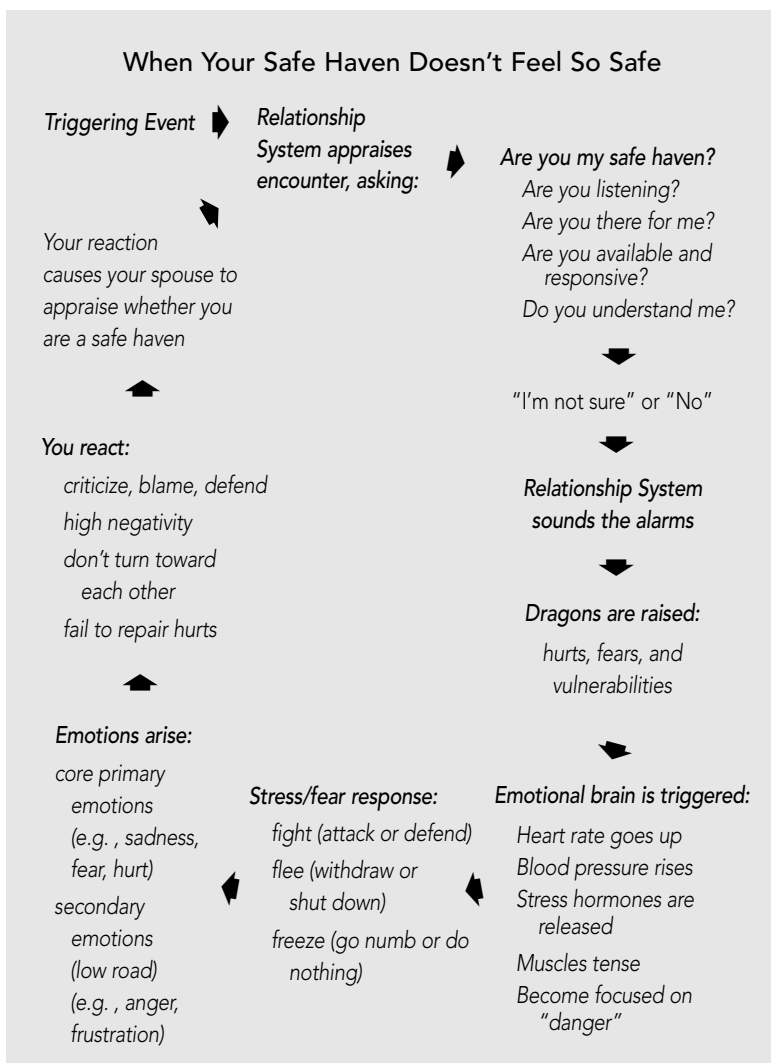 When Your Safe Haven Doesn't Feel So Safe
Triggering Event
Relationship
System appraises
encounter, asking:
Are you my safe haven?
Are you listening?
Are you there for me?
Are you available and
responsive?
Do you understand me?
"I'm not sure" or "No"
Relationship System
sounds the alarms
Dragons are raised:
hurts, fears, and
vulnerabilities
Emotional brain is triggered:
Heart rate goes up
Blood pressure rises
Stress hormones are
released
Muscles tense
Become focused on
"danger"
Stress/fear response:
fight (attack or defend)
flee (withdraw or
shut down)
freeze (go numb or do
nothing)
Emotions arise:
core primary
emotions
(e.g. , sadness,
fear, hurt)
secondary
emotions
(low road)
(e.g. , anger,
frustration)
You react:
criticize, blame, defend
high negativity
don't turn toward
each other
fail to repair hurts
Your reaction
causes your spouse to
appraise whether you
are a safe haven